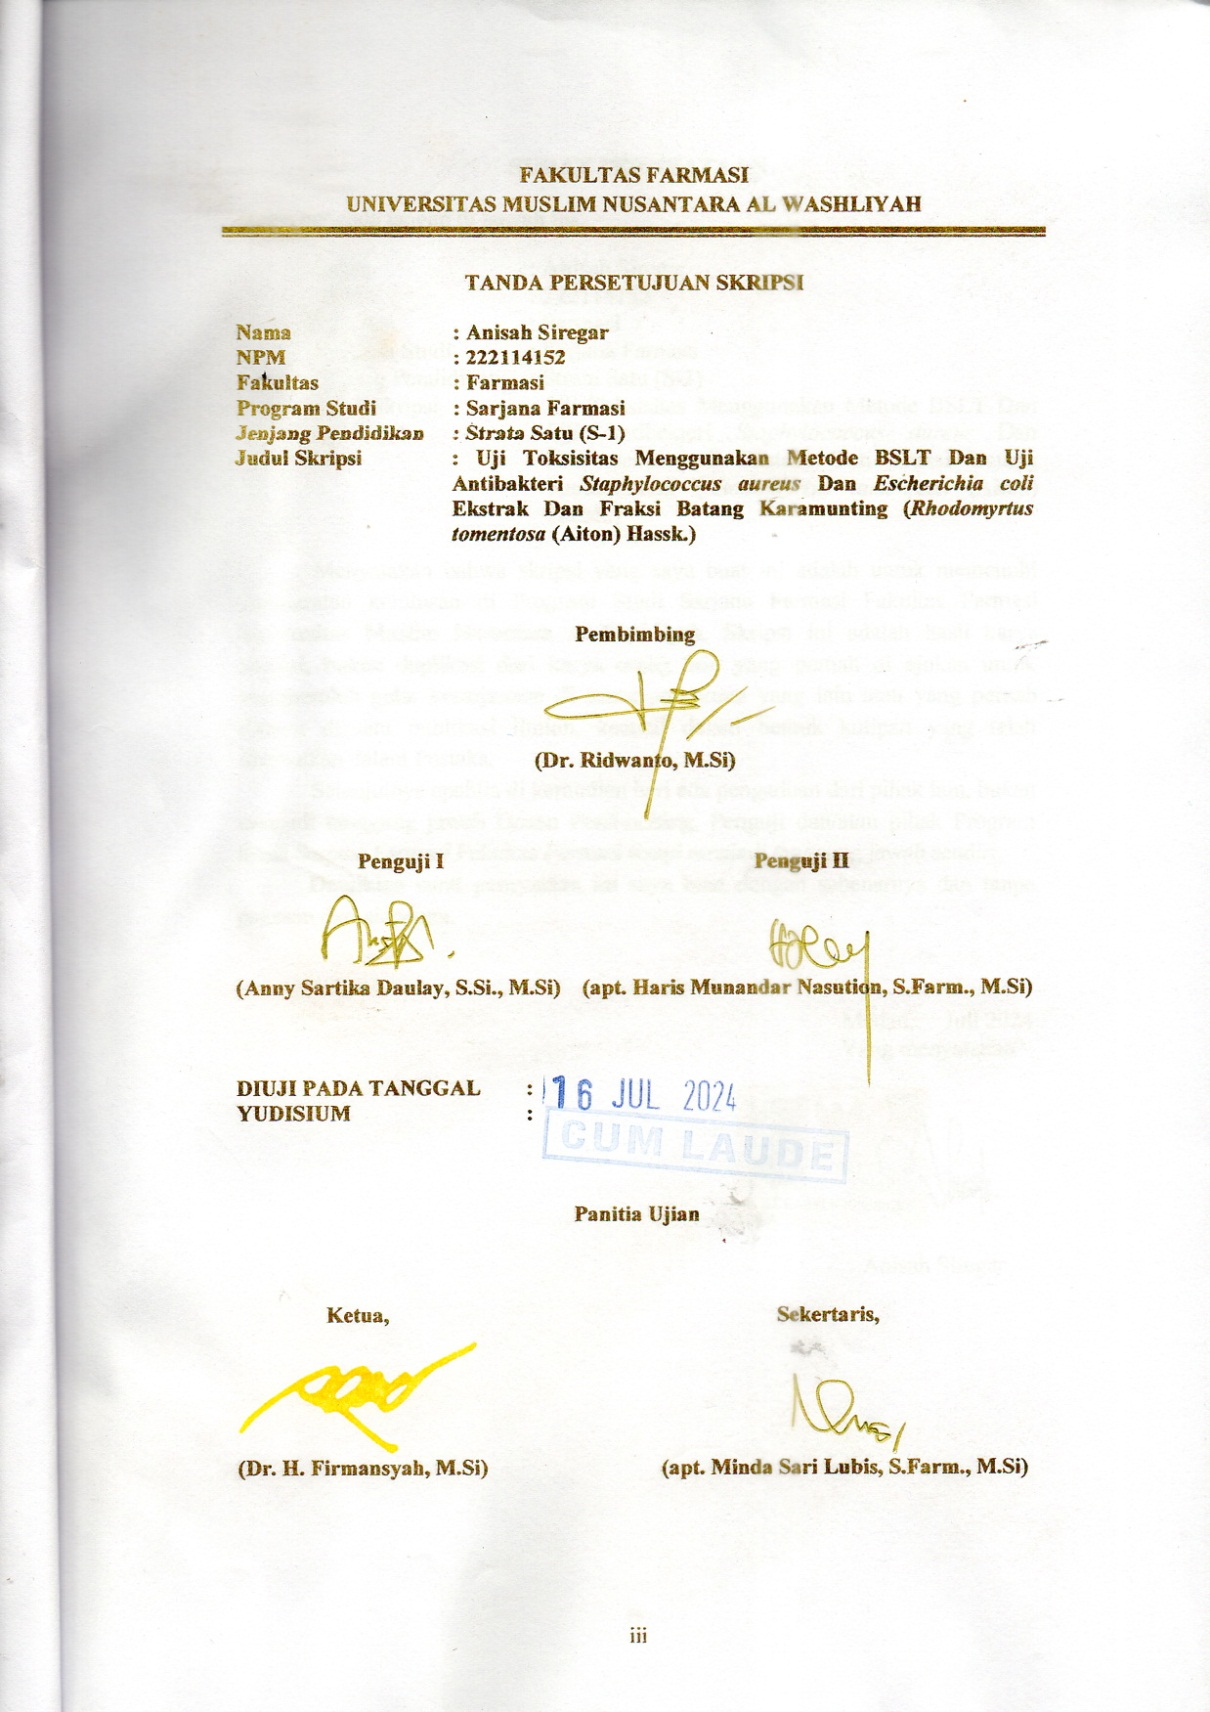 FAKULTAS FARMASI
UNIVERSITAS MUSLIM NUSANTARA AL WASHLIYAH
TANDA PERSETUJUAN SKRIPSI
Nama : Anisah Siregar
NPM : 222114152
Fakultas : Farmasi
Program Studi : Sarjana Farmasi
Jenjang Pendidikan : Strata Satu (S-1)
Judul Skripsi : Uji Toksisitas Menggunakan Metode BSLT Dan Uji
Antibakteri Staphylococcus aureus Dan Escherichia coli
Ekstrak Dan Fraksi Batang Karamunting (Rhodomyrtus
tomentosa (Aiton) Hassk.)
Pembimbing
(Dr. Ridwanto, M.Si)
Penguji I Penguji II
(Anny Sartika Daulay, S.Si., M.Si) (apt. Haris Munandar Nasution, S.Farm., M.Si)
DIUJI PADA TANGGAL : 16 JUL 2024
YUDISIUM :
CUM LAUDE
Panitia Ujian
Ketua, Sekertaris,
(Dr. H. Firmansyah, M.Si) (apt. Minda Sari Lubis, S.Farm., M.Si)
iii